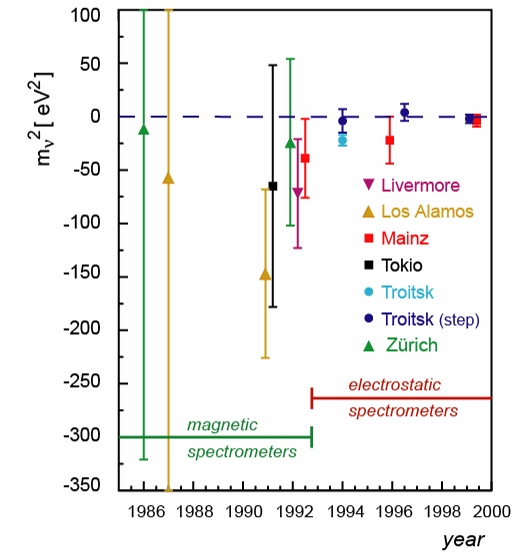 100
50
0
-50
-100
-150
-200
-250
-300
-350
mν² [ eV²]
Livermore
Los Alamos
Mainz
Tokio
Troitsk
Troitsk (step)
Zürich
electrostatic
spectrometers
magnetic
spectrometers
1986 1988 1990 1992 1994 1996 1998 2000
year